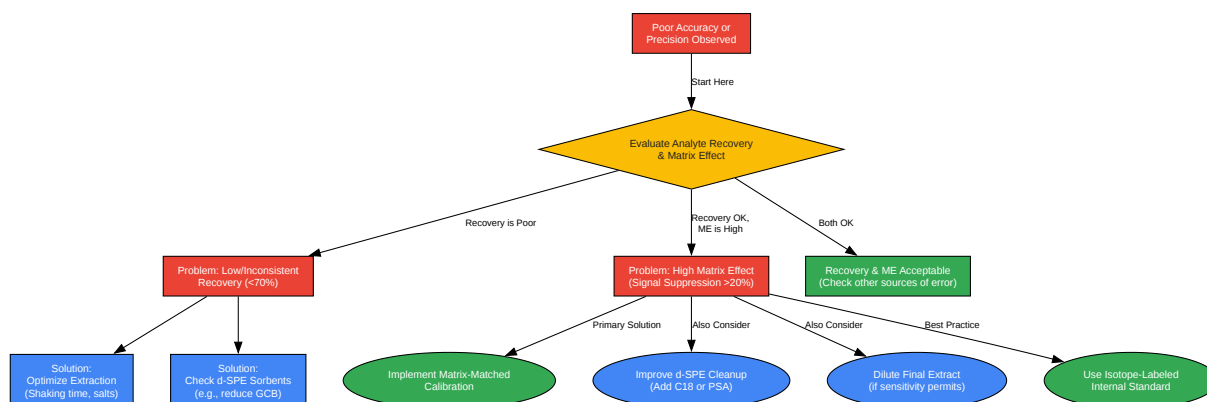 Poor Accuracy or
Precision Observed
Start Here
Evaluate Analyte Recovery
& Matrix Effect
Recovery is Poor
Recovery OK,
ME is High
Both OK
Problem: Low/Inconsistent
Recovery (<70%)
Problem: High Matrix Effect
(Signal Suppression >20%)
Recovery & ME Acceptable
(Check other sources of error)
Primary Solution
Also Consider
Also Consider
Best Practice
Solution:
Optimize Extraction
(Shaking time, salts)
Solution:
Check d-SPE Sorbents
(e.g., reduce GCB)
Implement Matrix-Matched
Calibration
Improve d-SPE Cleanup
(Add C18 or PSA)
Dilute Final Extract
(if sensitivity permits)
Use Isotope-Labeled
Internal Standard